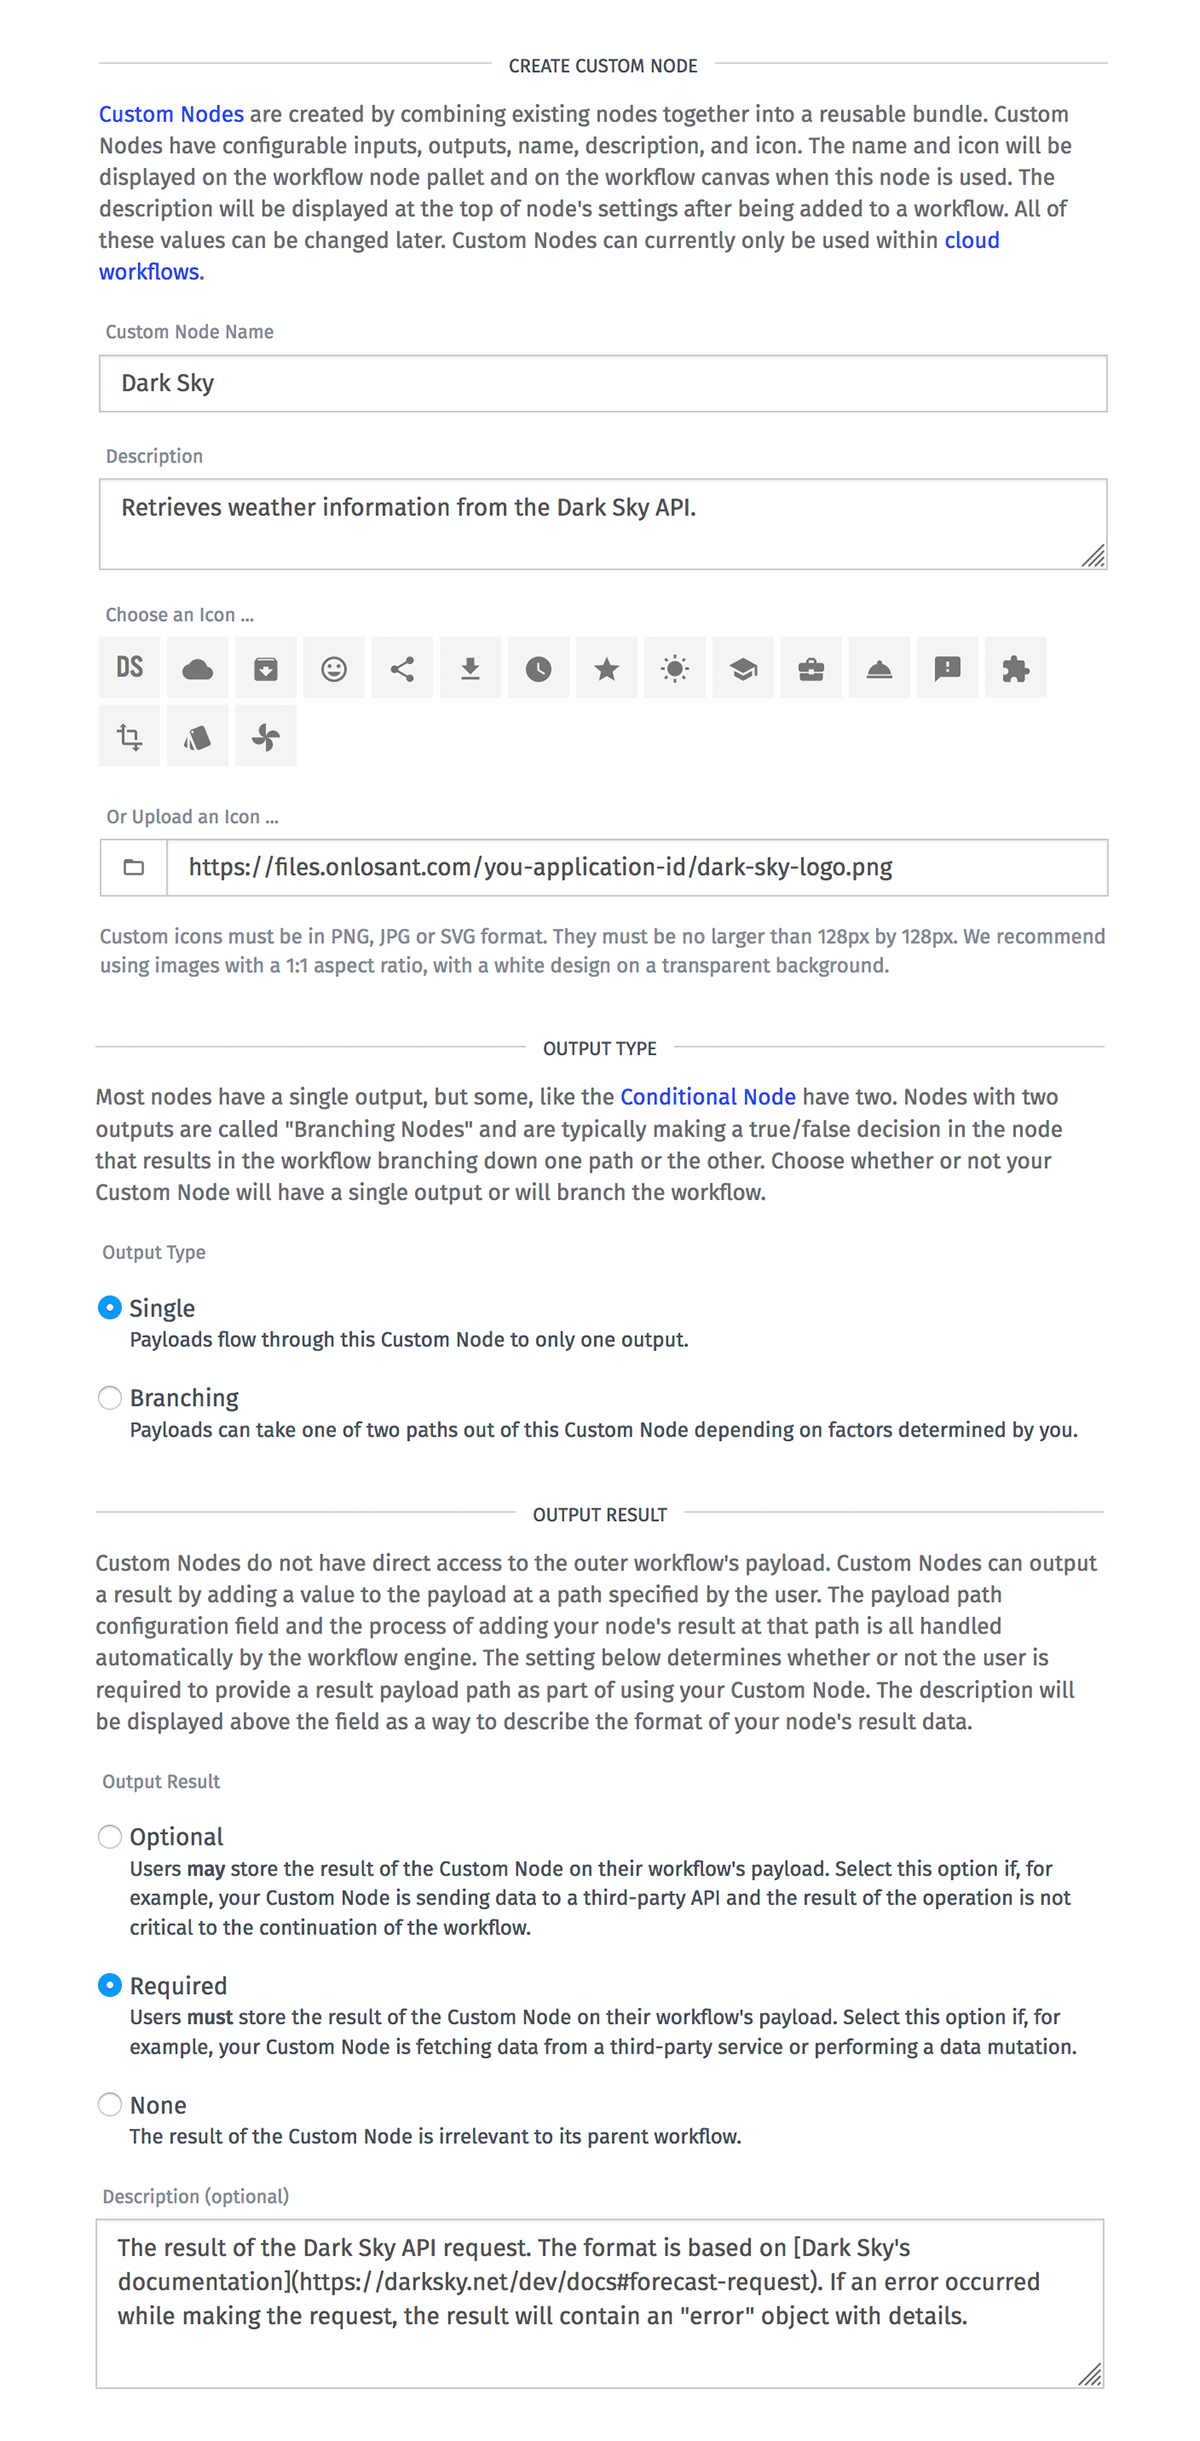 CREATE CUSTOM NODE
Custom Nodes are created by combining existing nodes together into a reusable bundle. Custom
Nodes have configurable inputs, outputs, name, description, and icon. The name and icon will be
displayed on the workflow node pallet and on the workflow canvas when this node is used. The
description will be displayed at the top of node's settings after being added to a workflow. All of
these values can be changed later. Custom Nodes can currently only be used within cloud
workflows.
Custom Node Name
Dark Sky
Description
Retrieves weather information from the Dark Sky API.
Choose an Icon ...
DS
Or Upload an Icon ...
https://files.onlosant.com/you-application-id/dark-sky-logo.png
Custom icons must be in PNG, JPG or SVG format. They must be no larger than 128px by 128px. We recommend
using images with a 1:1 aspect ratio, with a white design on a transparent background.
OUTPUT TYPE
Most nodes have a single output, but some, like the Conditional Node have two. Nodes with two
outputs are called "Branching Nodes" and are typically making a true/false decision in the node
that results in the workflow branching down one path or the other. Choose whether or not your
Custom Node will have a single output or will branch the workflow.
Output Type
Single
Payloads flow through this Custom Node to only one output.
Branching
Payloads can take one of two paths out of this Custom Node depending on factors determined by you.
OUTPUT RESULT
Custom Nodes do not have direct access to the outer workflow's payload. Custom Nodes can output
a result by adding a value to the payload at a path specified by the user. The payload path
configuration field and the process of adding your node's result at that path is all handled
automatically by the workflow engine. The setting below determines whether or not the user is
required to provide a result payload path as part of using your Custom Node. The description will
be displayed above the field as a way to describe the format of your node's result data.
Output Result
Optional
Users may store the result of the Custom Node on their workflow's payload. Select this option if, for
example, your Custom Node is sending data to a third-party API and the result of the operation is not
critical to the continuation of the workflow.
Required
Users must store the result of the Custom Node on their workflow's payload. Select this option if, for
example, your Custom Node is fetching data from a third-party service or performing a data mutation.
None
The result of the Custom Node is irrelevant to its parent workflow.
Description (optional)
The result of the Dark Sky API request. The format is based on [Dark Sky's
documentation](https://darksky.net/dev/docs#forecast-request). If an error occurred
while making the request, the result will contain an "error" object with details.